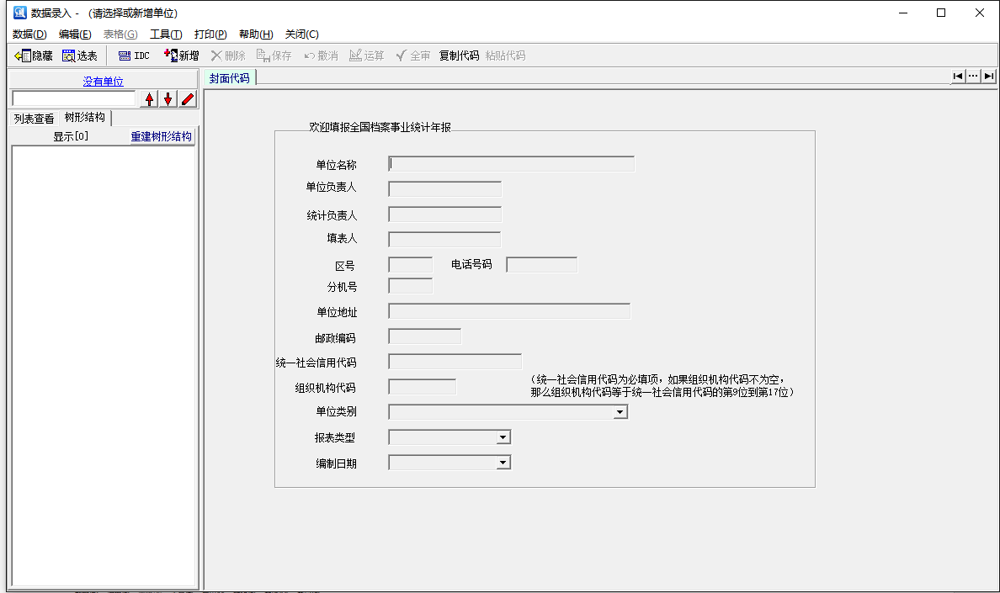 数据录入 - （请选择或新增单位）
数据(D) 编辑(E) 表格(G) 工具(T) 打印(P) 帮助(H) 关闭(C)
隐藏 选表 IDC 新增 删除 保存 撤消 运算 全审 复制代码 粘贴代码
没有单位
列表查看 树形结构
显示[0] 重建树形结构
封面代码
欢迎填报全国档案事业统计年报
单位名称
单位负责人
统计负责人
填表人
区号 电话号码
分机号
单位地址
邮政编码
统一社会信用代码
组织机构代码
（统一社会信用代码为必填项，如果组织机构代码不为空，
那么组织机构代码等于统一社会信用代码的第9位到第17位）
单位类别
报表类型
编制日期